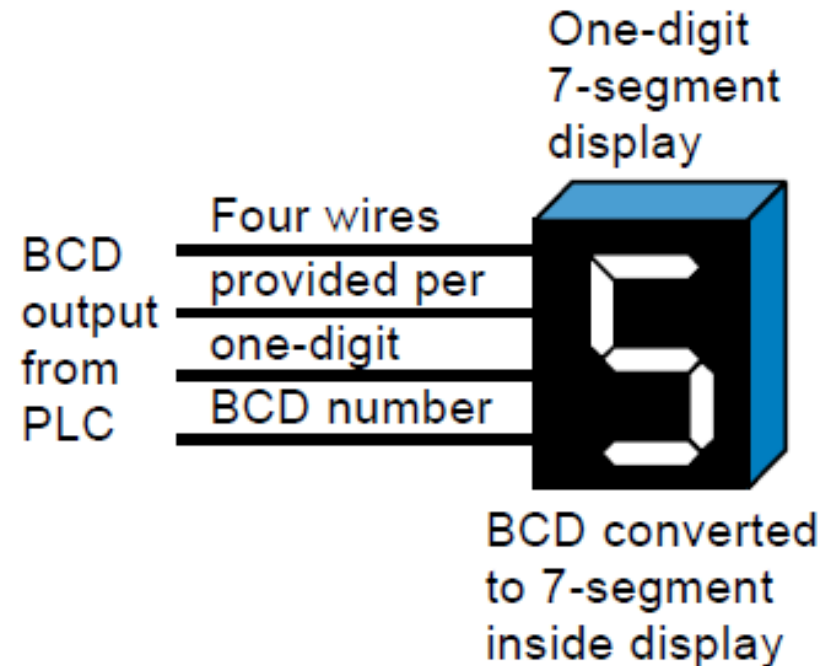 One-digit
7-segment
display
Four wires
provided per
one-digit
BCD number
BCD
output
from
PLC
5
BCD converted
to 7-segment
inside display